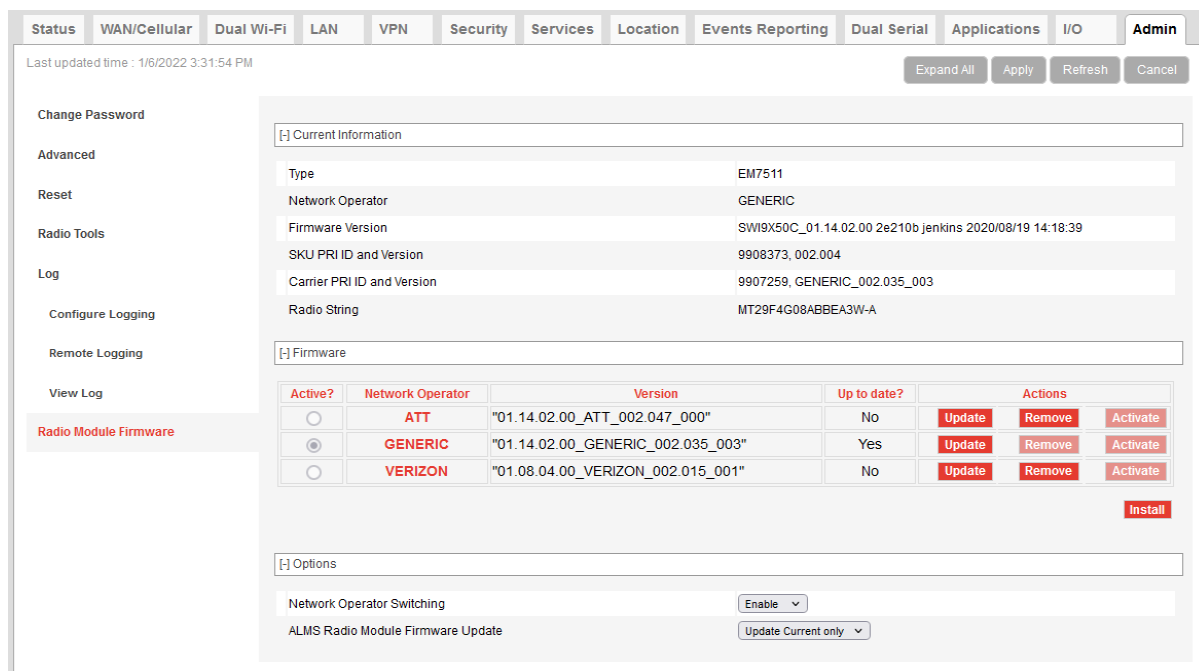 Status WAN/Cellular Dual Wi-Fi LAN VPN Security Services Location Events Reporting Dual Serial Applications I/O Admin
Last updated time : 1/6/2022 3:31:54 PM
Expand All Apply Refresh Cancel
Change Password
Advanced
Reset
Radio Tools
Log
Configure Logging
Remote Logging
View Log
Radio Module Firmware
[-] Current Information
Type EM7511
Network Operator GENERIC
Firmware Version SWI9X50C_01.14.02.00 2e210b jenkins 2020/08/19 14:18:39
SKU PRI ID and Version 9908373, 002.004
Carrier PRI ID and Version 9907259, GENERIC_002.035_003
Radio String MT29F4G08ABBEA3W-A
[-] Firmware
Active? Network Operator Version Up to date? Actions
ATT "01.14.02.00_ATT_002.047_000" No Update Remove Activate
GENERIC "01.14.02.00_GENERIC_002.035_003" Yes Update Remove Activate
VERIZON "01.08.04.00_VERIZON_002.015_001" No Update Remove Activate
Install
[-] Options
Network Operator Switching Enable
ALMS Radio Module Firmware Update Update Current only